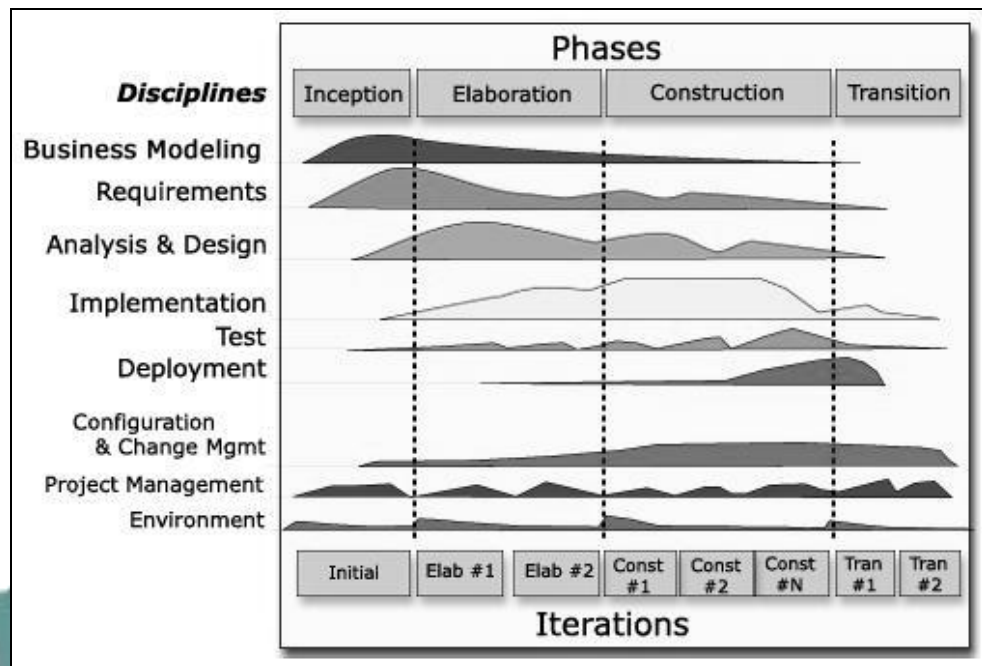 Phases
Disciplines
Inception
Elaboration
Construction
Transition
Business Modeling
Requirements
Analysis & Design
Implementation
Test
Deployment
Configuration
& Change Mgmt
Project Management
Environment
Initial
Elab #1
Elab #2
Const
#1
Const
#2
Const
#N
Tran
#1
Tran
#2
Iterations